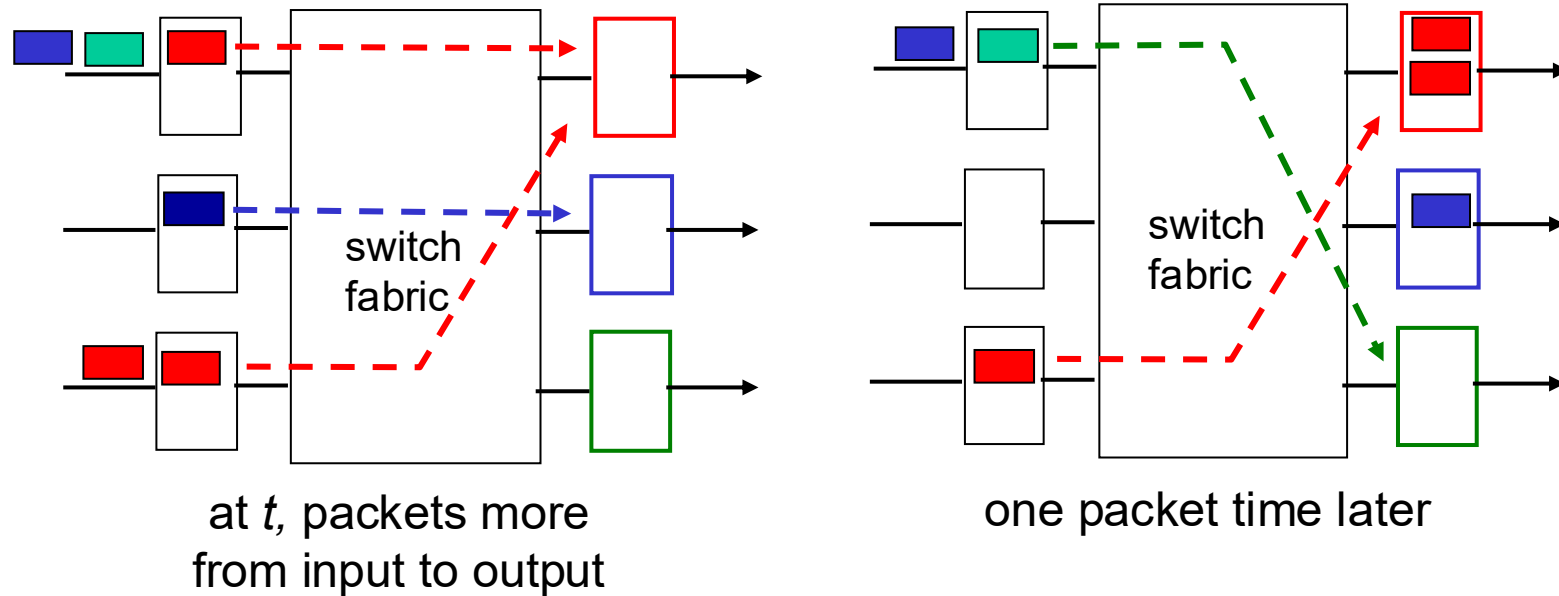 switch
fabric
at t, packets more
from input to output
switch
fabric
one packet time later